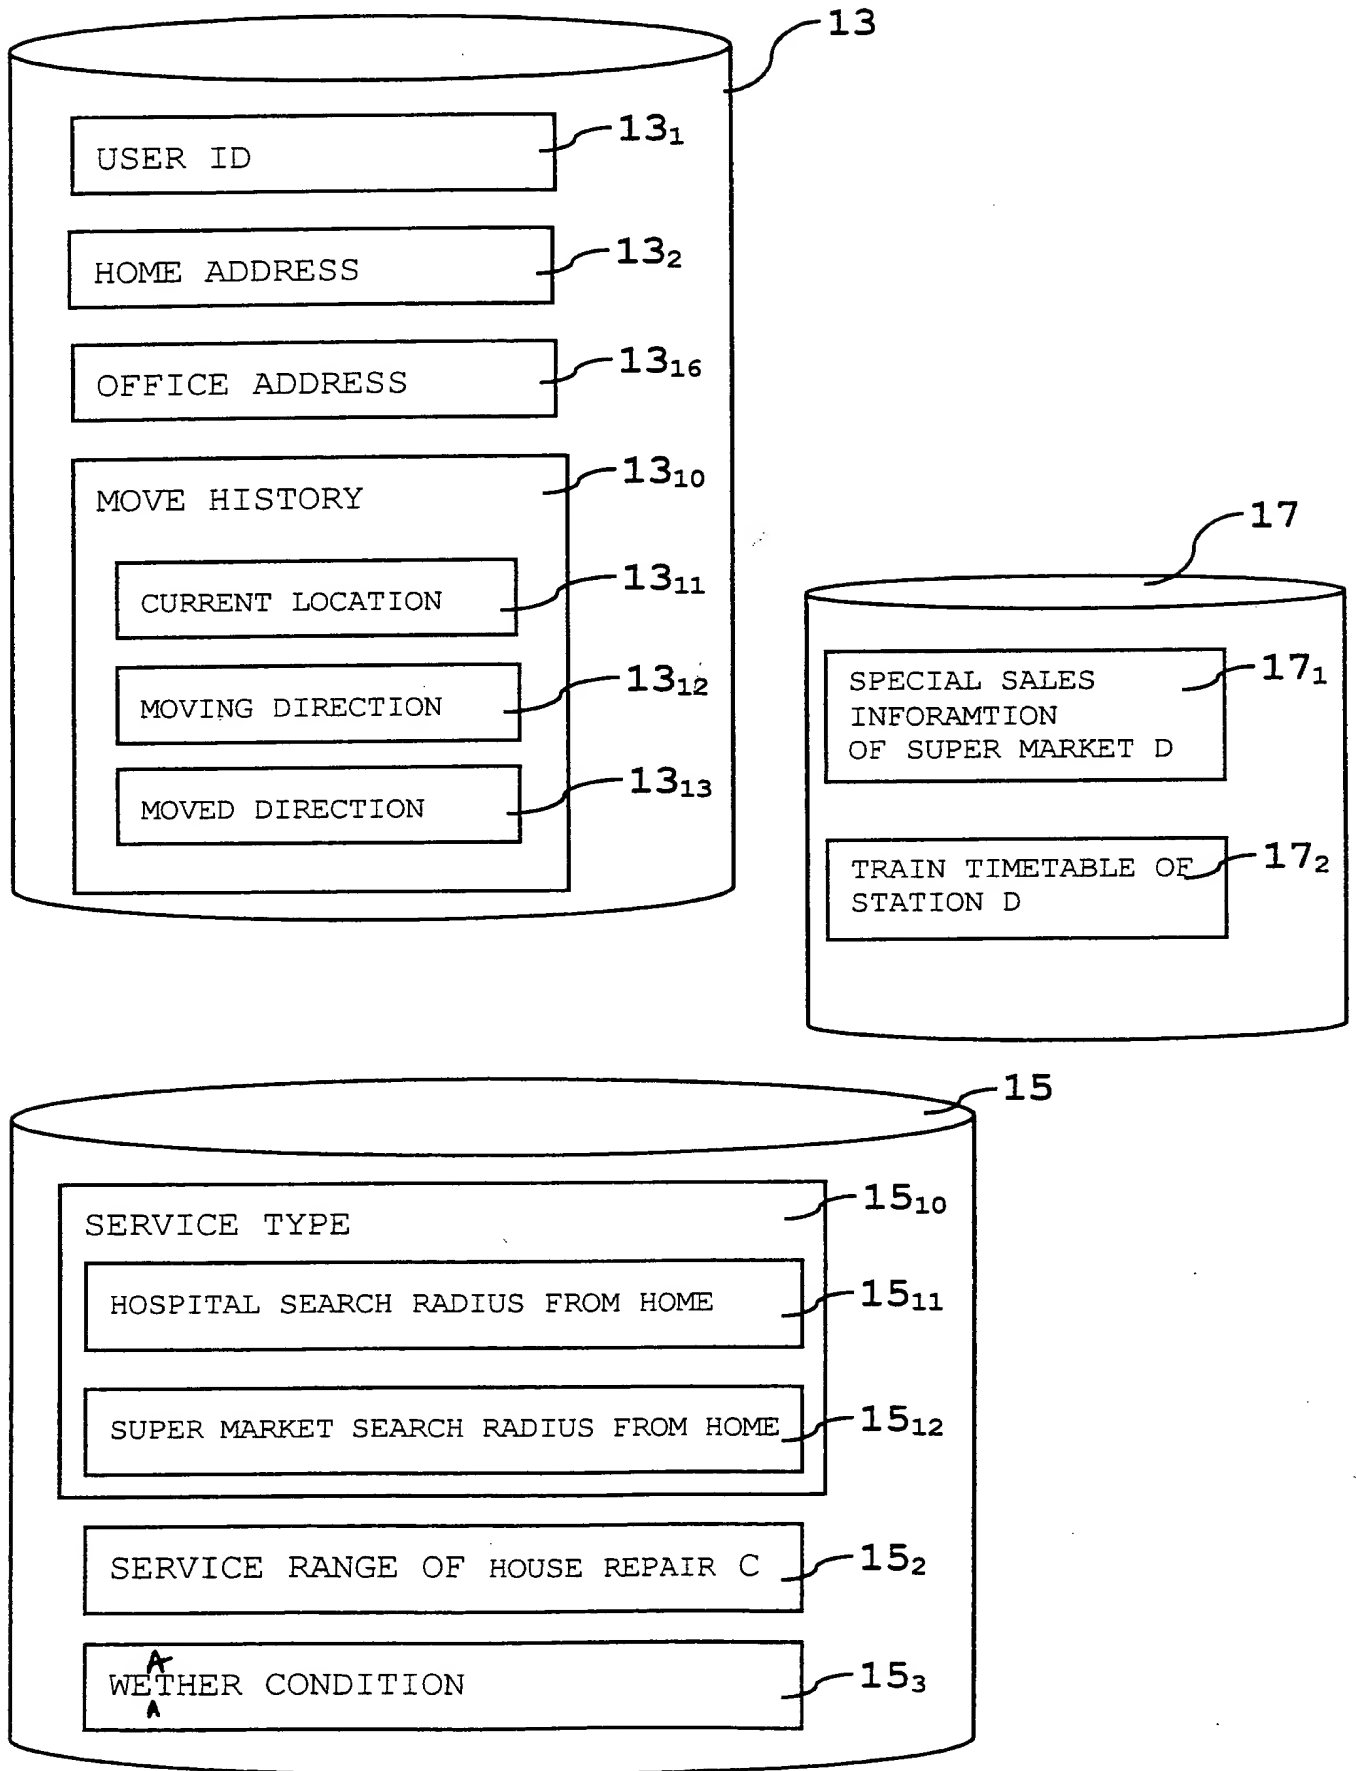 13
USER ID
13₁
HOME ADDRESS
13₂
OFFICE ADDRESS
13₁₆
MOVE HISTORY
13₁₀
CURRENT LOCATION
13₁₁
MOVING DIRECTION
13₁₂
MOVED DIRECTION
13₁₃
17
SPECIAL SALES
INFORAMTION
OF SUPER MARKET D
17₁
TRAIN TIMETABLE OF
STATION D
17₂
15
SERVICE TYPE
15₁₀
HOSPITAL SEARCH RADIUS FROM HOME
15₁₁
SUPER MARKET SEARCH RADIUS FROM HOME
15₁₂
SERVICE RANGE OF HOUSE REPAIR C
15₂
A
WETHER CONDITION
15₃